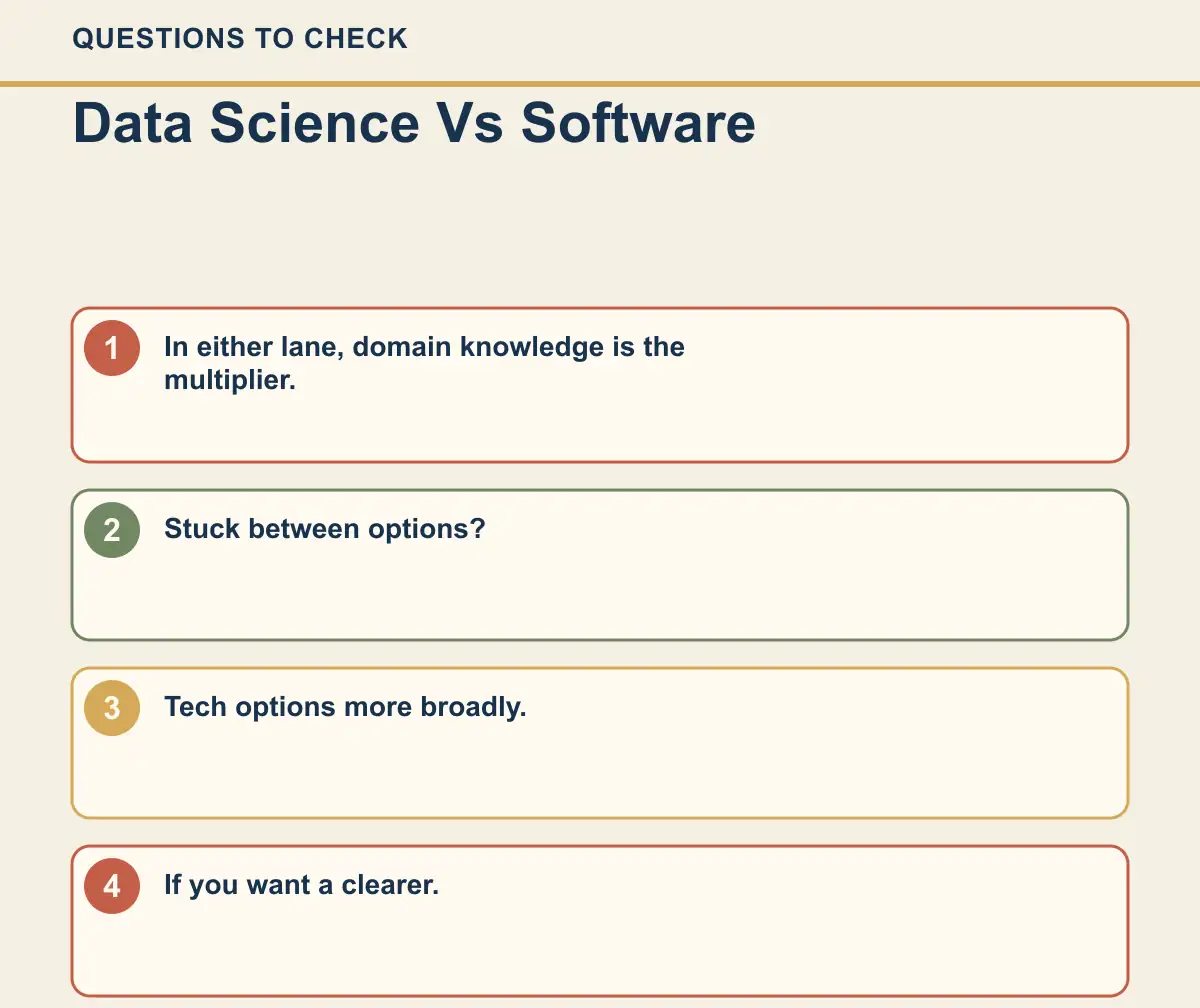 QUESTIONS TO CHECK
Data Science Vs Software
1
In either lane, domain knowledge is the
multiplier.
2
Stuck between options?
3
Tech options more broadly.
4
If you want a clearer.